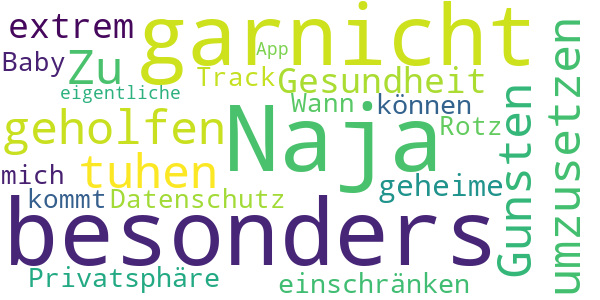 extrem
garnicht
Baby
Zu
App
Track
Gesundheit
eigentliche
Wann
können
geholfen
Naja
Rotz
mich
tuhen
geheime
kommt
Datenschutz
besonders
Privatsphäre
einschränken
Gunsten
umzusetzen